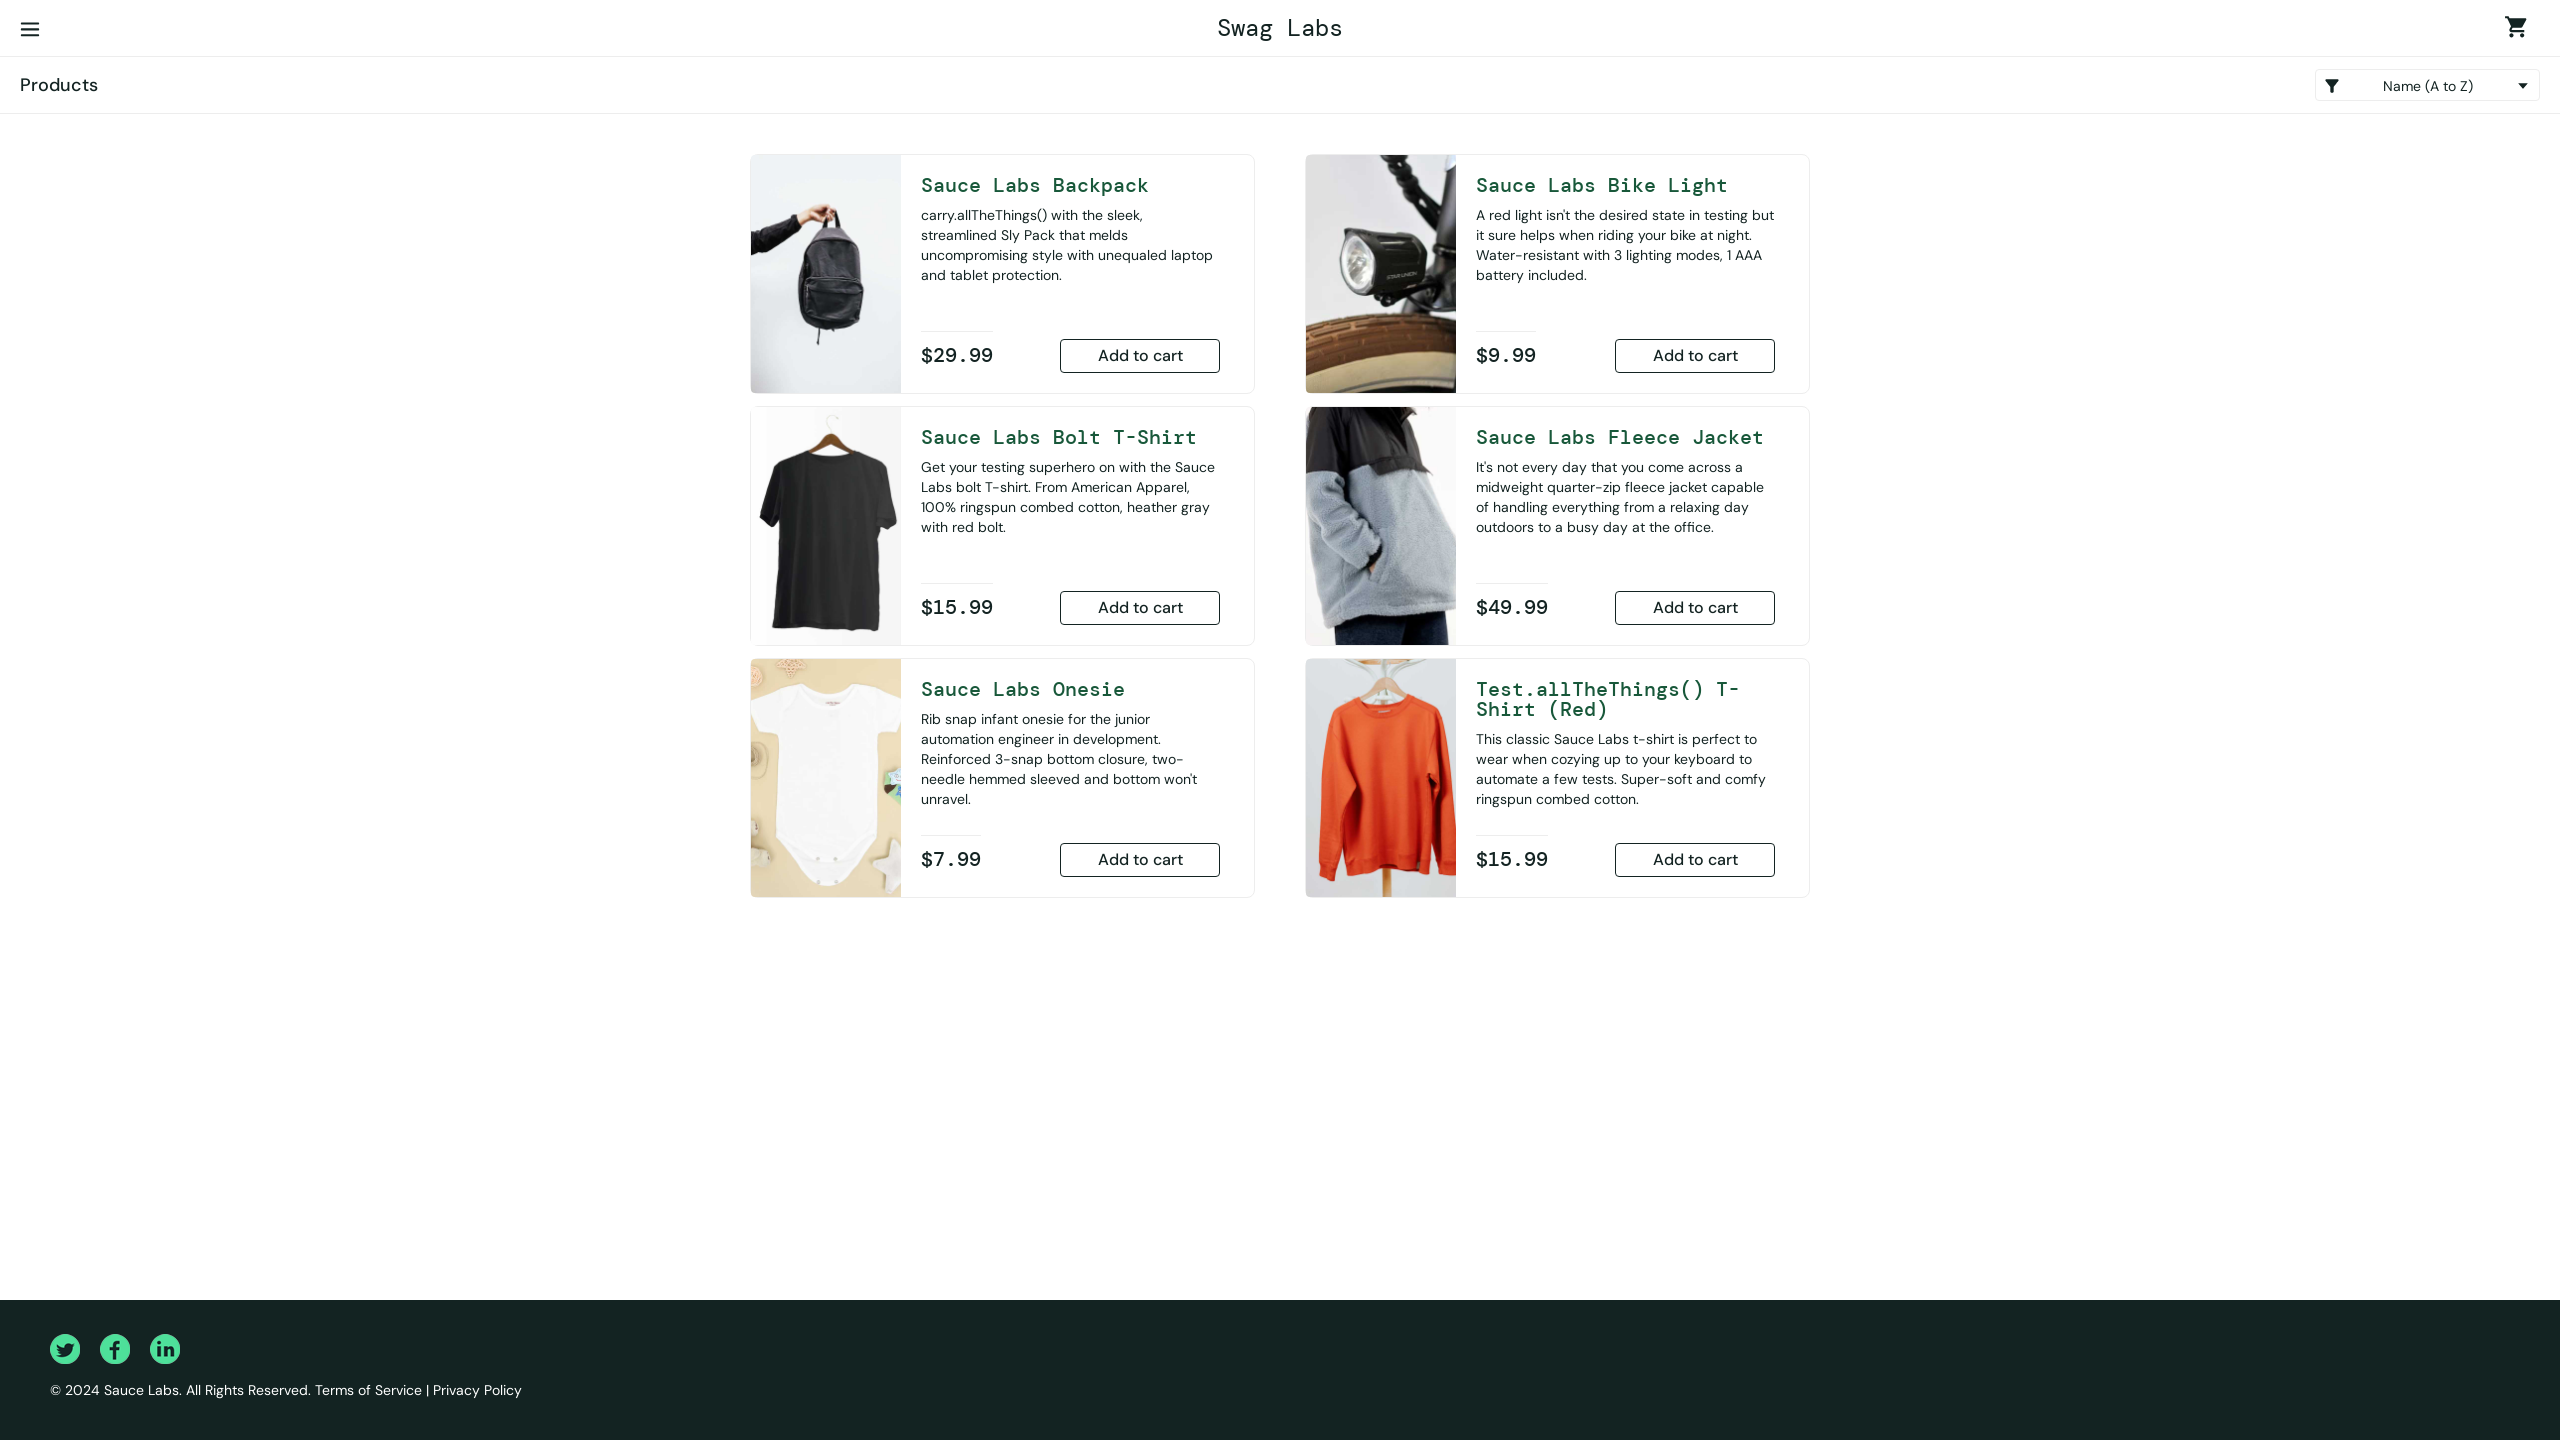 Swag Labs
Products
Name (A to Z)
Sauce Labs Backpack
carry.allTheThings() with the sleek,
streamlined Sly Pack that melds
uncompromising style with unequaled laptop
and tablet protection.
$29.99
Add to cart
Sauce Labs Bike Light
A red light isn't the desired state in testing but
it sure helps when riding your bike at night.
Water-resistant with 3 lighting modes, 1 AAA
battery included.
$9.99
Add to cart
Sauce Labs Bolt T-Shirt
Get your testing superhero on with the Sauce
Labs bolt T-shirt. From American Apparel,
100% ringspun combed cotton, heather gray
with red bolt.
$15.99
Add to cart
Sauce Labs Fleece Jacket
It's not every day that you come across a
midweight quarter-zip fleece jacket capable
of handling everything from a relaxing day
outdoors to a busy day at the office.
$49.99
Add to cart
Sauce Labs Onesie
Rib snap infant onesie for the junior
automation engineer in development.
Reinforced 3-snap bottom closure, two-
needle hemmed sleeved and bottom won't
unravel.
$7.99
Add to cart
Test.allTheThings() T-
Shirt (Red)
This classic Sauce Labs t-shirt is perfect to
wear when cozying up to your keyboard to
automate a few tests. Super-soft and comfy
ringspun combed cotton.
$15.99
Add to cart
© 2024 Sauce Labs. All Rights Reserved. Terms of Service | Privacy Policy